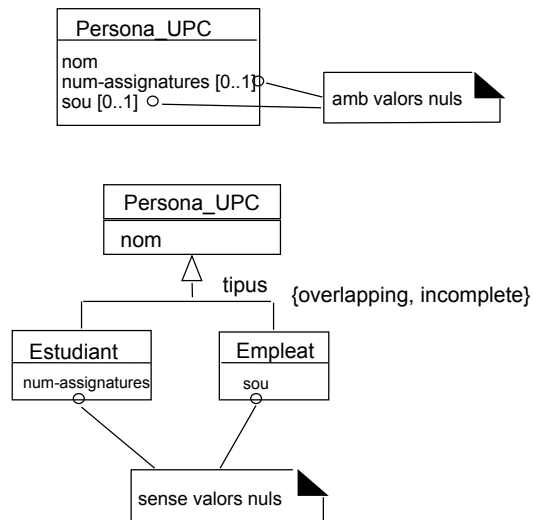 Persona_UPC
nom
num-assignatures [0..1]
sou [0..1]
amb valors nuls
Persona_UPC
nom
tipus
{overlapping, incomplete}
Estudiant
num-assignatures
Empleat
sou
sense valors nuls